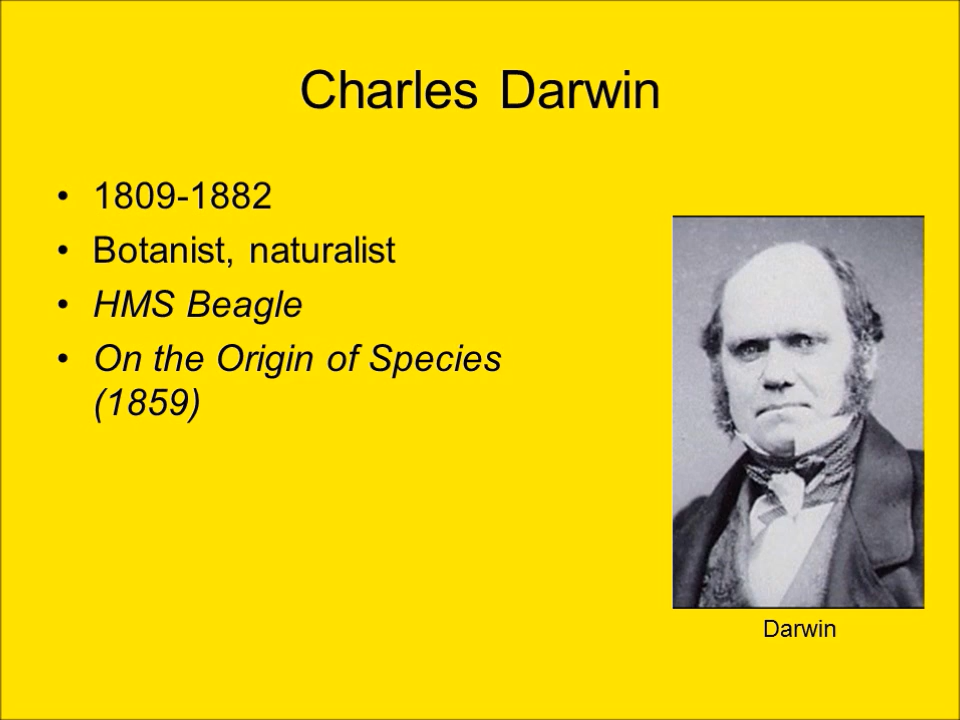 Charles Darwin
• 1809-1882
• Botanist, naturalist
• HMS Beagle
• On the Origin of Species
(1859)
Darwin